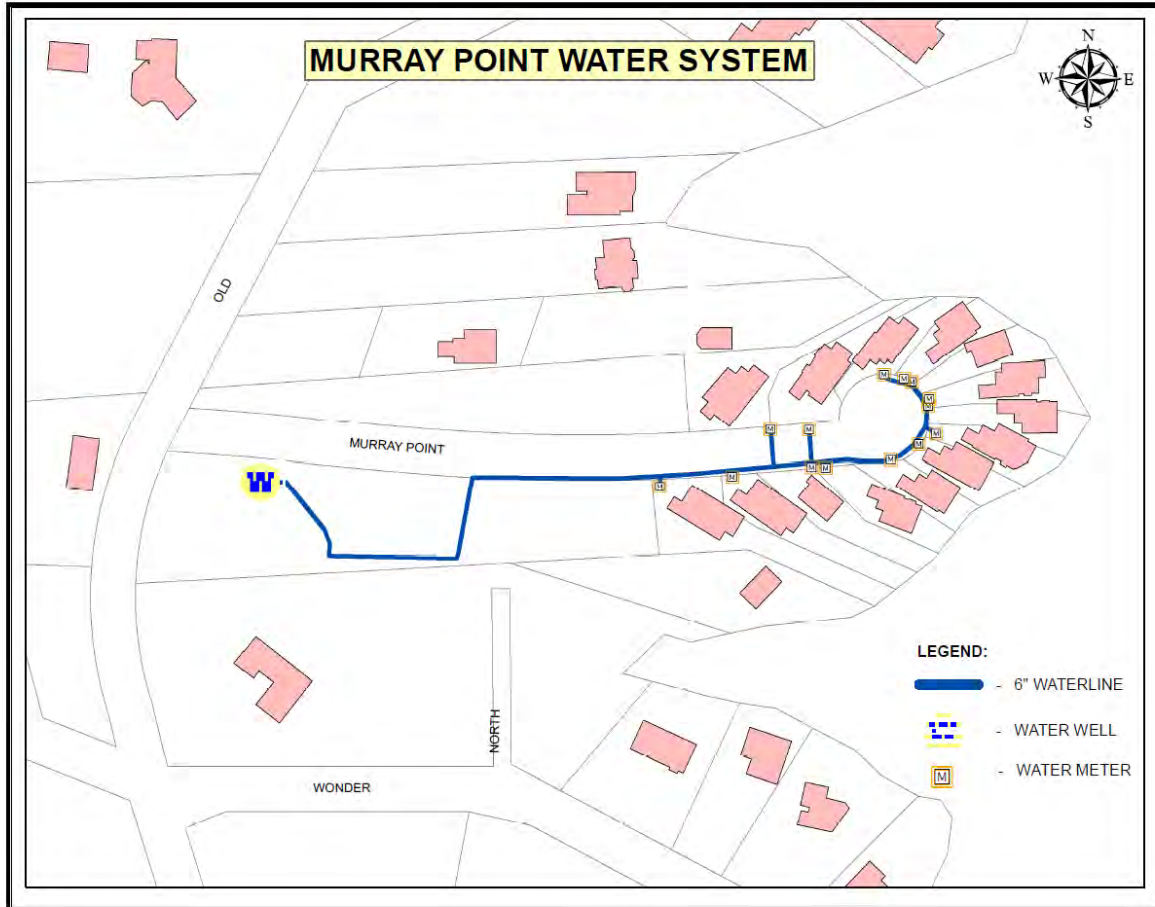 MURRAY POINT WATER SYSTEM
N
W E
S
OLD
MURRAY POINT
M
M
M
M
M
M
M
M
M
M
M
M
M
M
W
NORTH
WONDER
LEGEND:
- 6" WATERLINE
- WATER WELL
M - WATER METER